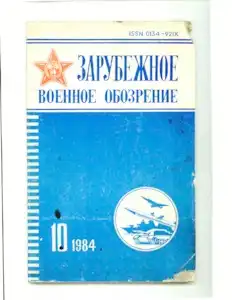 ISSN 0134-921X
ЗАРУБЕЖНОЕ
ВОЕННОЕ ОБОЗРЕНИЕ
10 1984